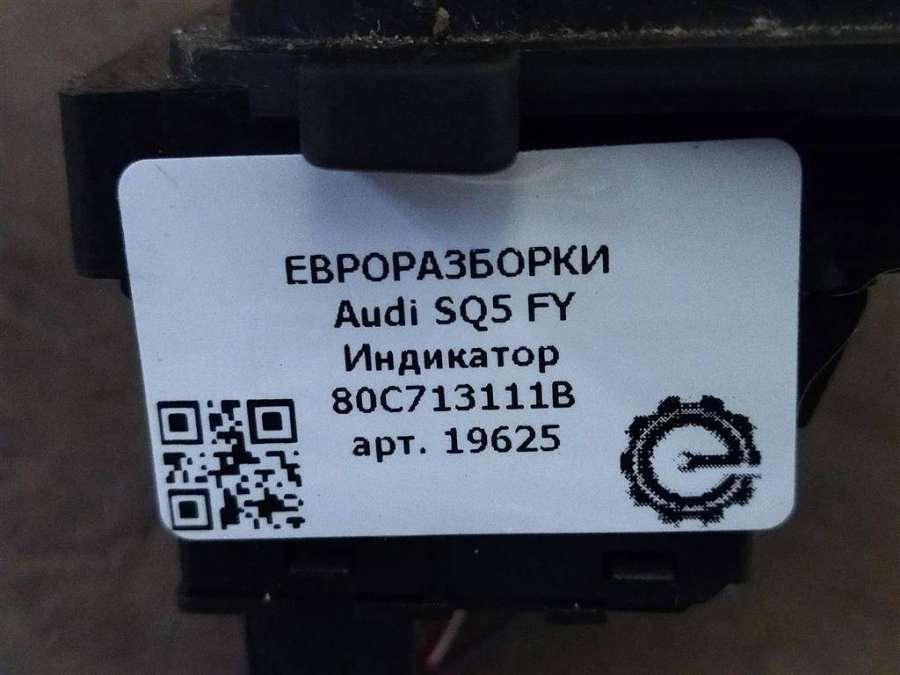 ЕВРОРАЗБОРКИ
Audi SQ5 FY
Индикатор
80C713111B
арт. 19625